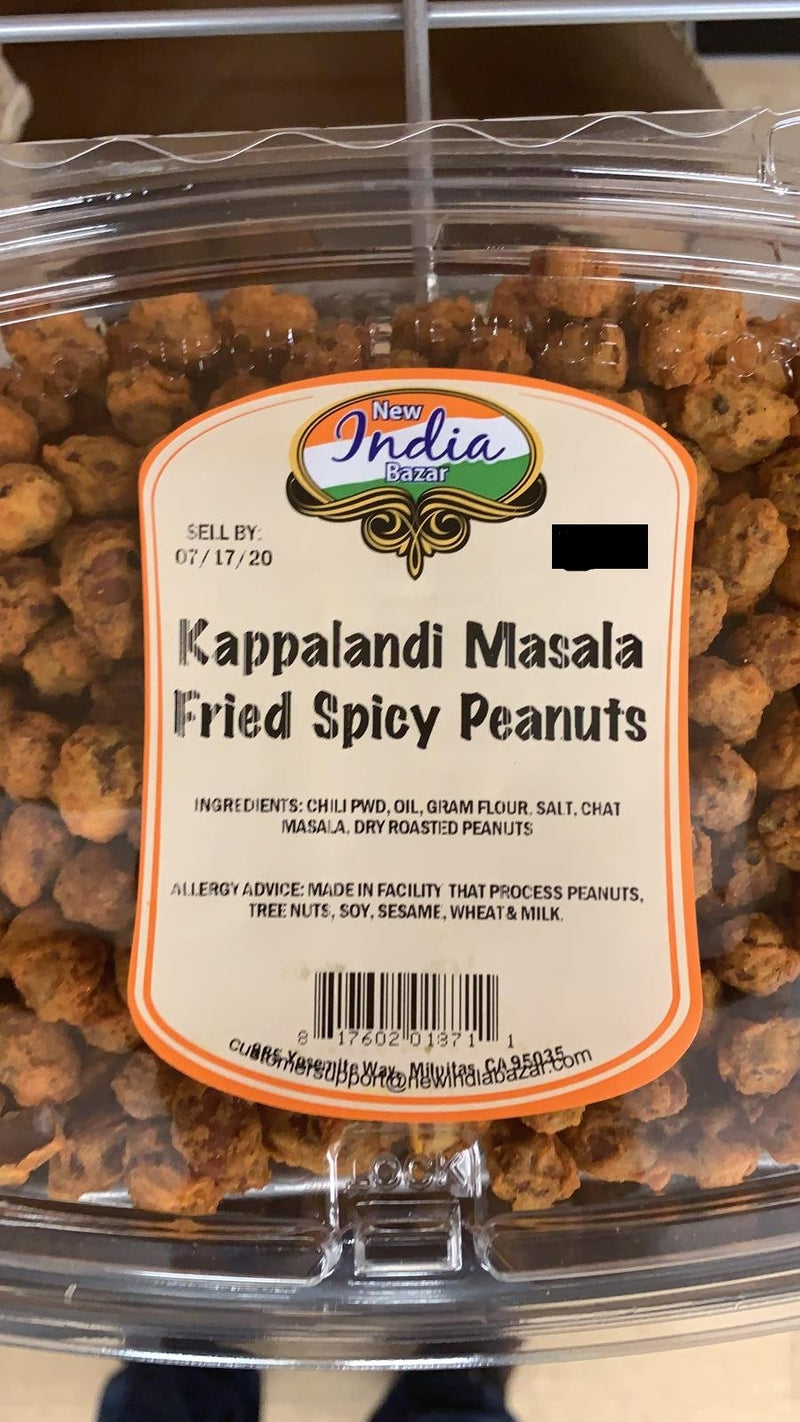 New
India
Bazar
SELL BY:
07/17/20
Kappalandi Masala
Fried Spicy Peanuts
INGREDIENTS: CHILI PWD, OIL, GRAM FLOUR, SALT, CHAT
MASALA, DRY ROASTED PEANUTS
ALLERGY ADVICE: MADE IN FACILITY THAT PROCESS PEANUTS,
TREE NUTS, SOY, SESAME, WHEAT & MILK.
8 17602 01871 1
Yosemite Way, Milpitas, CA 95035
customersupport@newindiabazar.com
LOCK